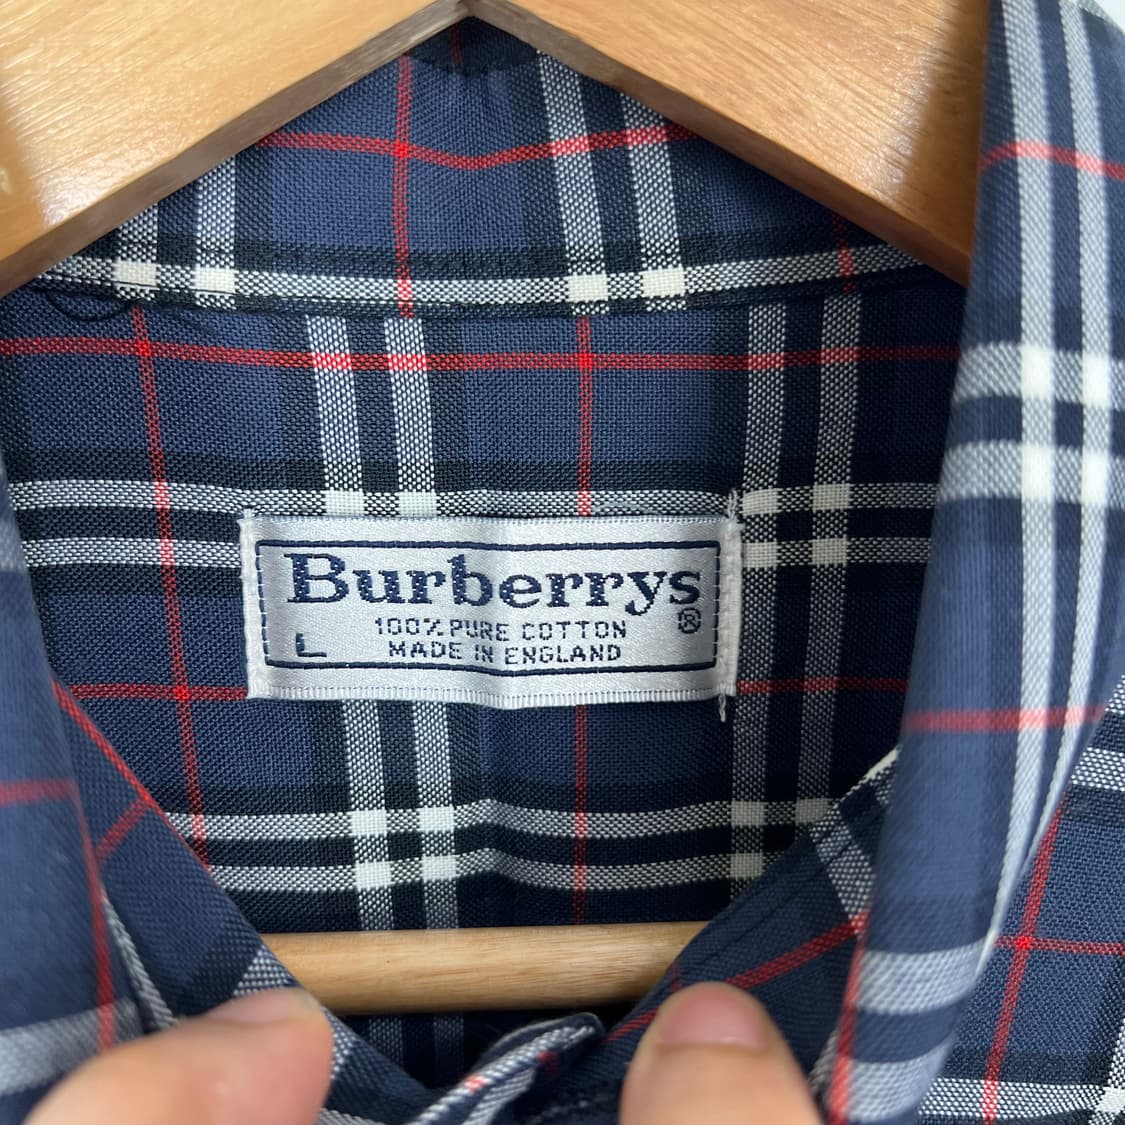 Burberrys
®
100% PURE COTTON
L MADE IN ENGLAND